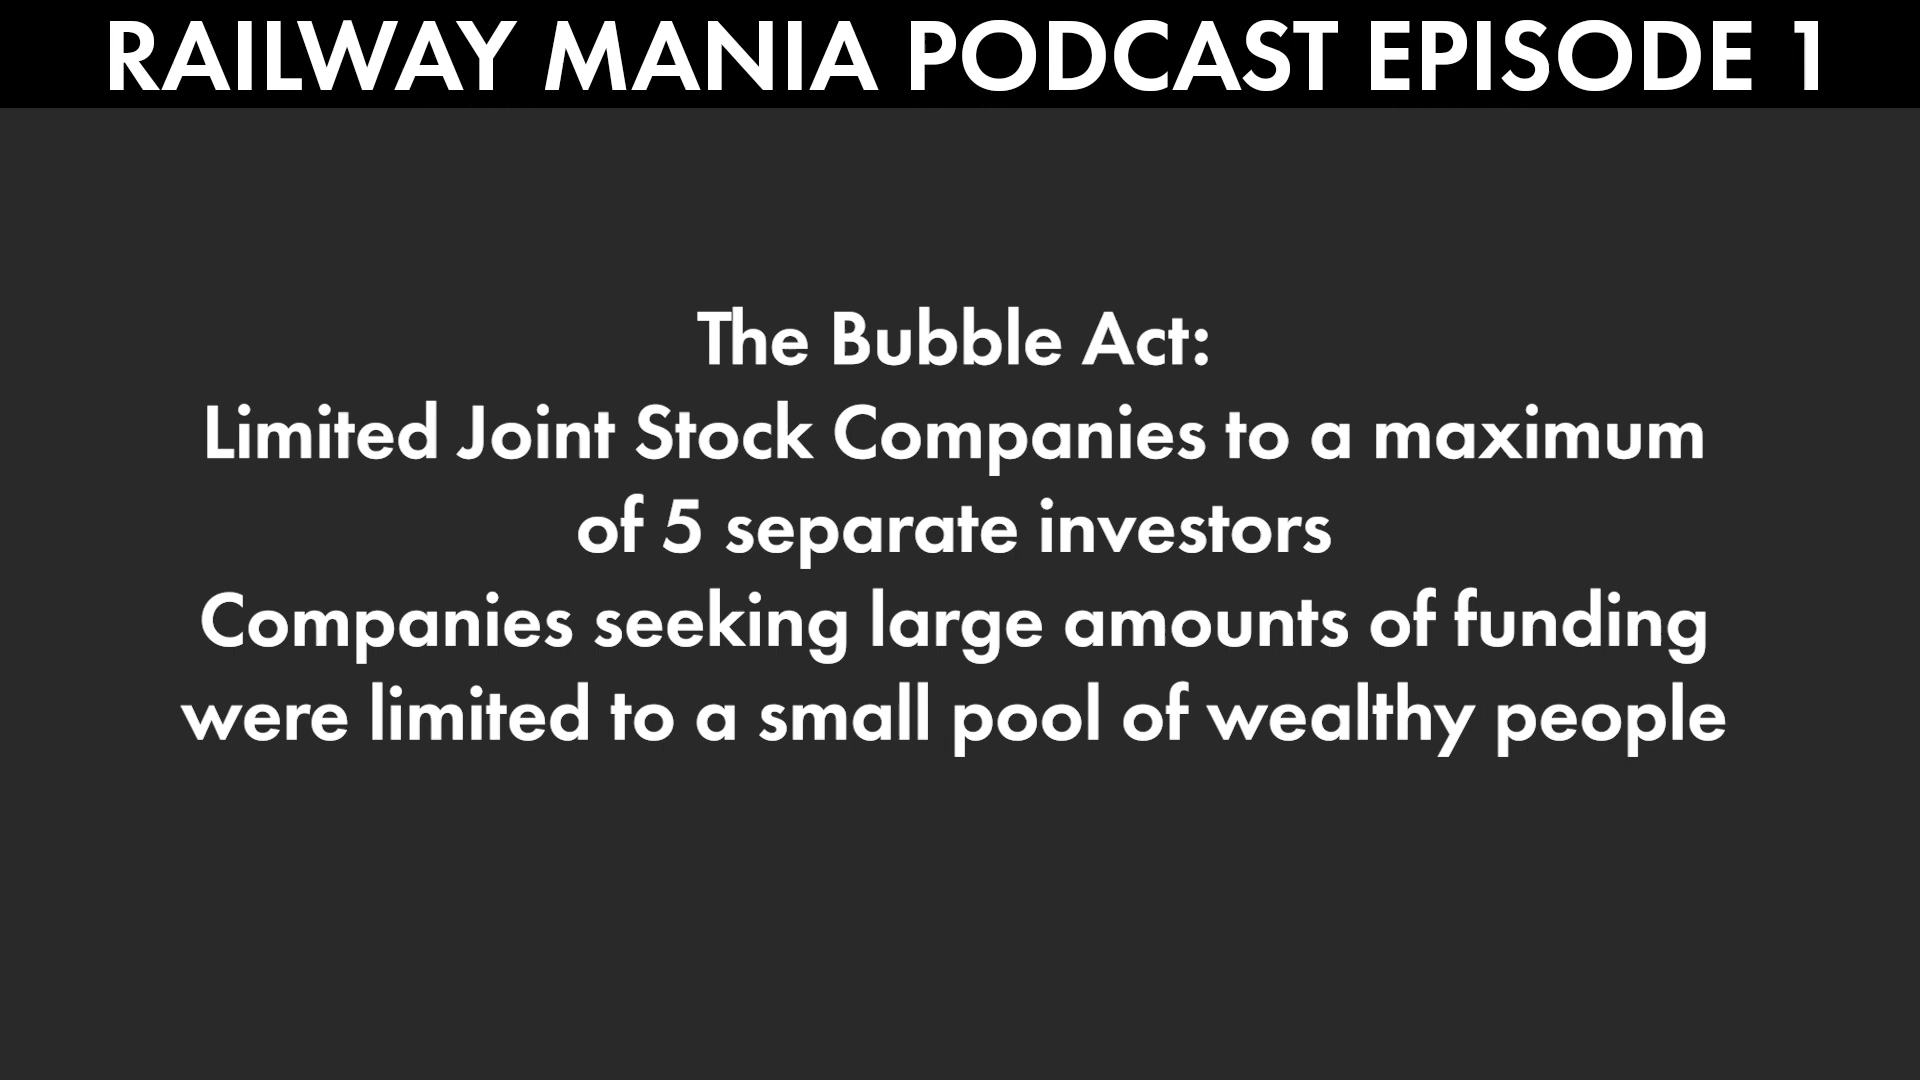 RAILWAY MANIA PODCAST EPISODE 1
The Bubble Act:
Limited Joint Stock Companies to a maximum
of 5 separate investors
Companies seeking large amounts of funding
were limited to a small pool of wealthy people